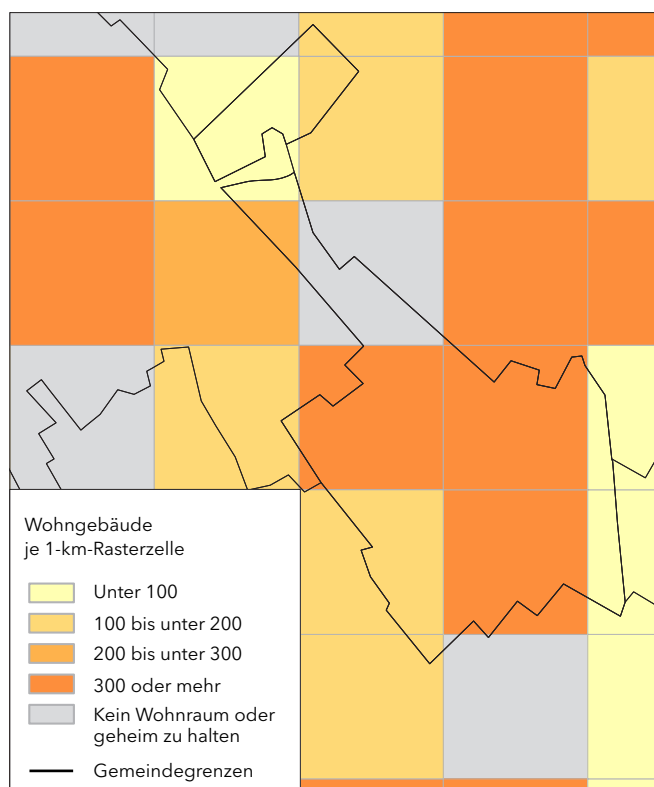 Wohngebäude
je 1-km-Rasterzelle
Unter 100
100 bis unter 200
200 bis unter 300
300 oder mehr
Kein Wohnraum oder
geheim zu halten
Gemeindegrenzen